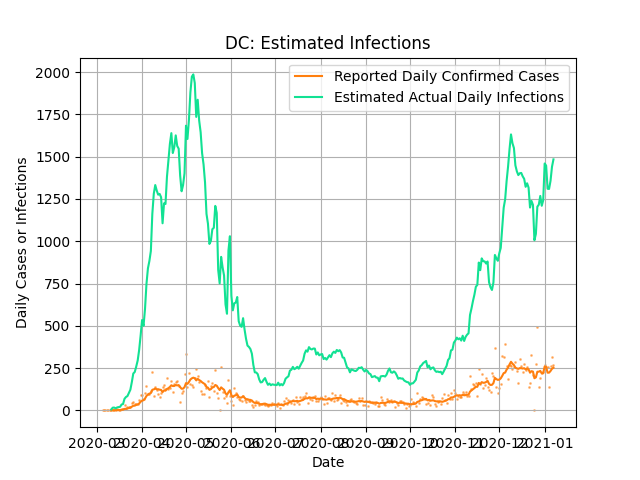 DC: Estimated Infections
Reported Daily Confirmed Cases
Estimated Actual Daily Infections
Daily Cases or Infections
2000
1750
1500
1250
1000
750
500
250
0
2020-03 2020-04 2020-05 2020-06 2020-07 2020-08 2020-09 2020-10 2020-11 2020-12 2021-01
Date